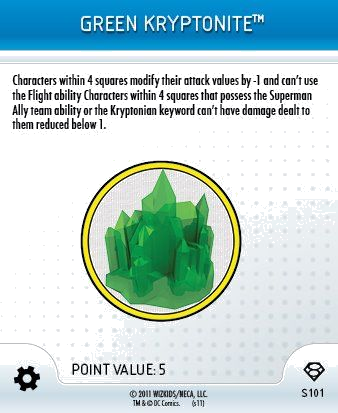 GREEN KRYPTONITE™
Characters within 4 squares modify their attack values by -1 and can't use
the Flight ability Characters within 4 squares that possess the Superman
Ally team ability or the Kryptonian keyword can't have damage dealt to
them reduced below 1.
POINT VALUE: 5
S101
© 2011 WIZKIDS/NECA, LLC.
TM & © DC Comics. (s11)